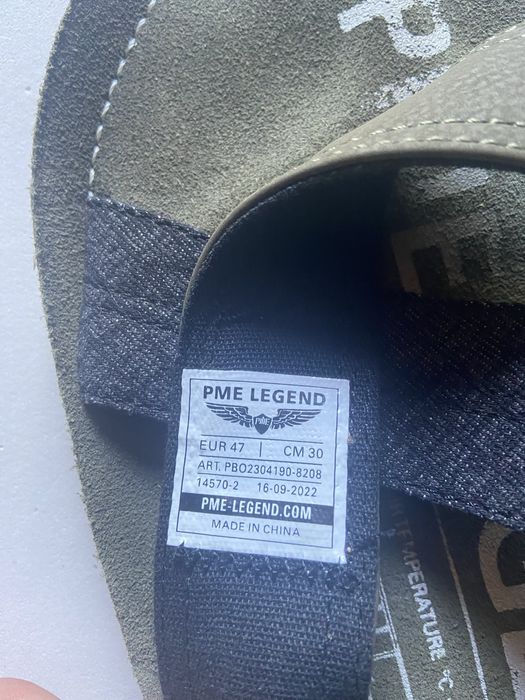 PME LEGEND
PME
EUR 47 | CM 30
ART. PBO2304190-8208
14570-2 16-09-2022
PME-LEGEND.COM
MADE IN CHINA
TEMPERATURE °C